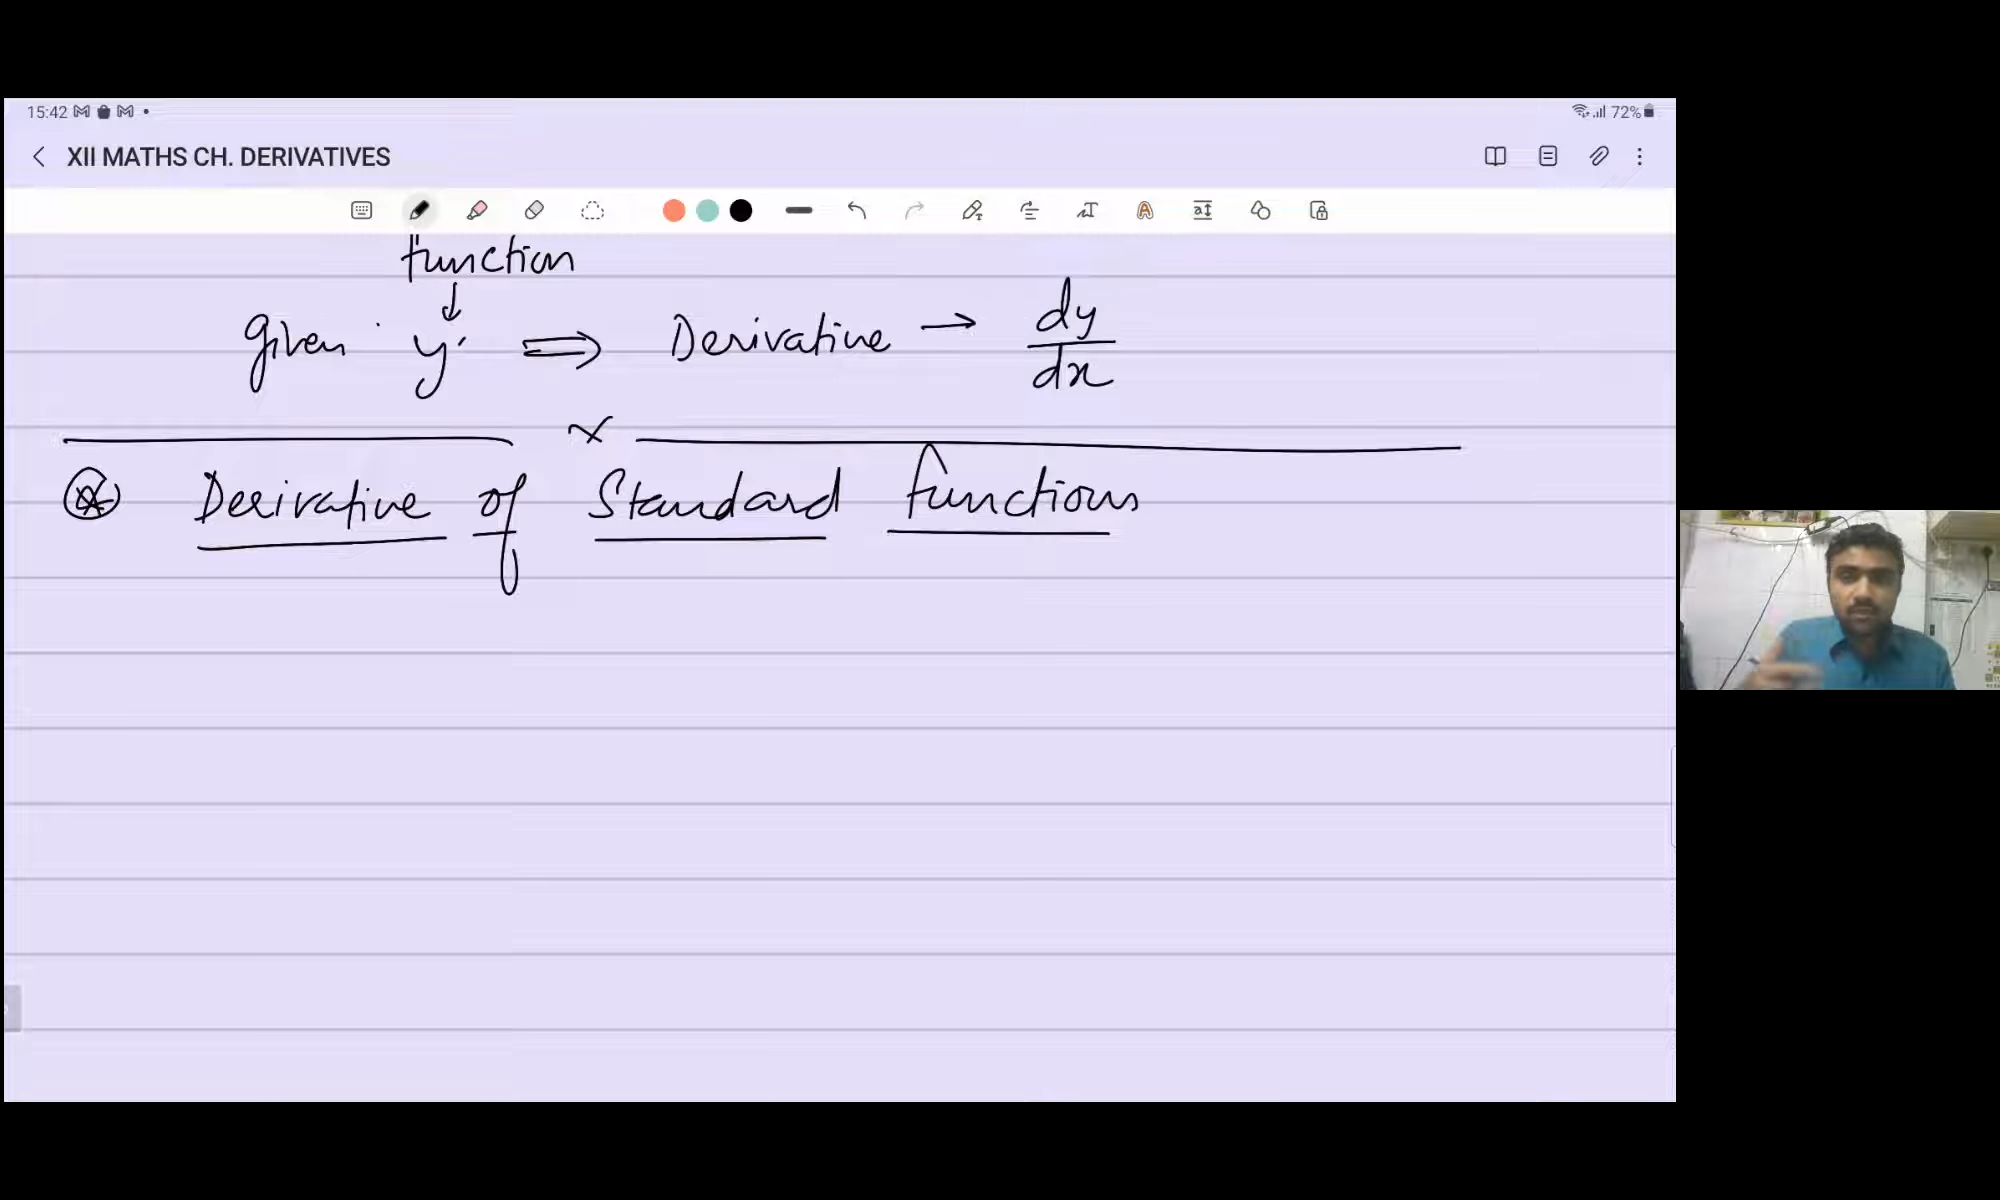 15:42 72%
XII MATHS CH. DERIVATIVES
function
Given y ⇒ Derivative → dy/dx
x
Derivative of Standard functions